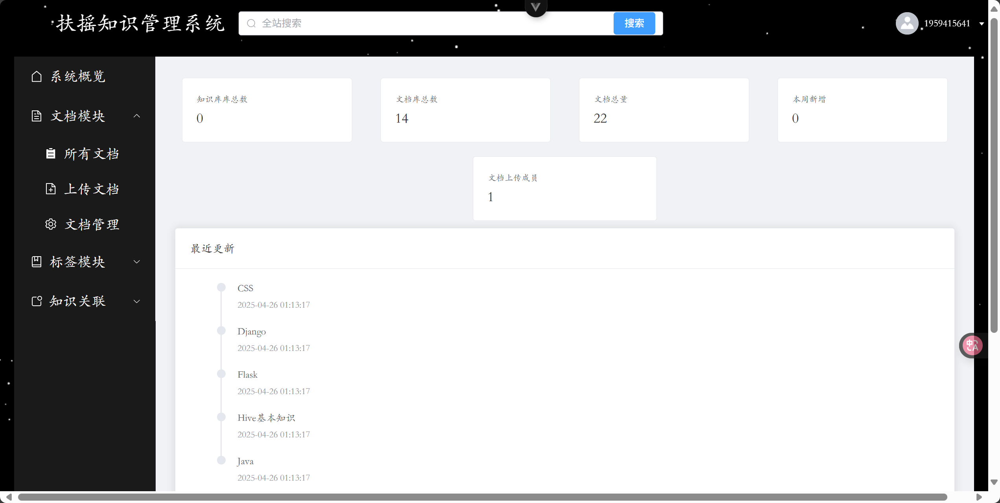 扶摇知识管理系统
全站搜索
搜索
1959415641
系统概览
文档模块
所有文档
上传文档
文档管理
标签模块
知识关联
知识库库总数
0
文档库总数
14
文档总量
22
本周新增
0
文档上传成员
1
最近更新
CSS
2025-04-26 01:13:17
Django
2025-04-26 01:13:17
Flask
2025-04-26 01:13:17
Hive基本知识
2025-04-26 01:13:17
Java
2025-04-26 01:13:17
中A